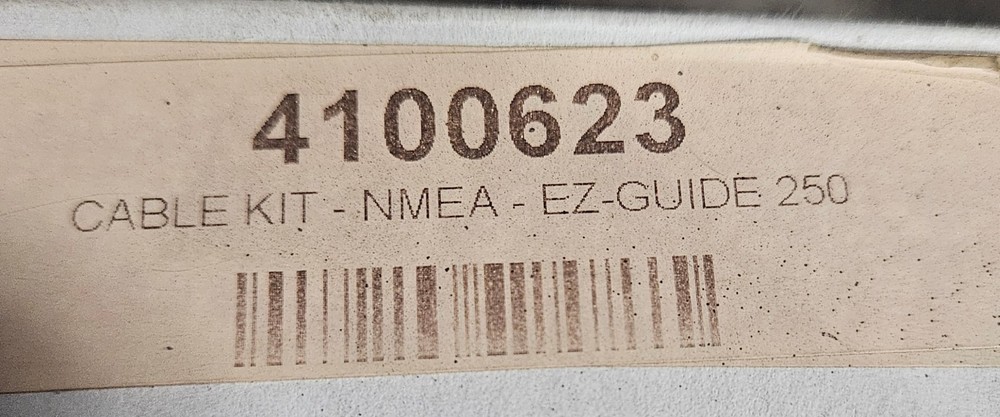 4100623
CABLE KIT - NMEA - EZ-GUIDE 250